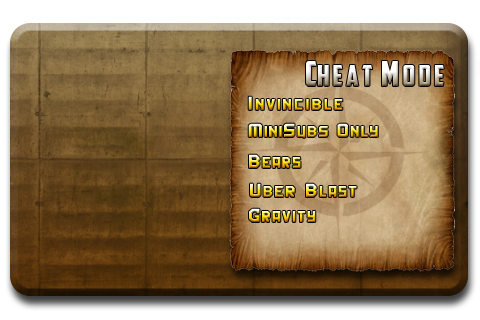 Cheat Mode
Invincible
MiniSubs Only
Bears
Uber Blast
Gravity